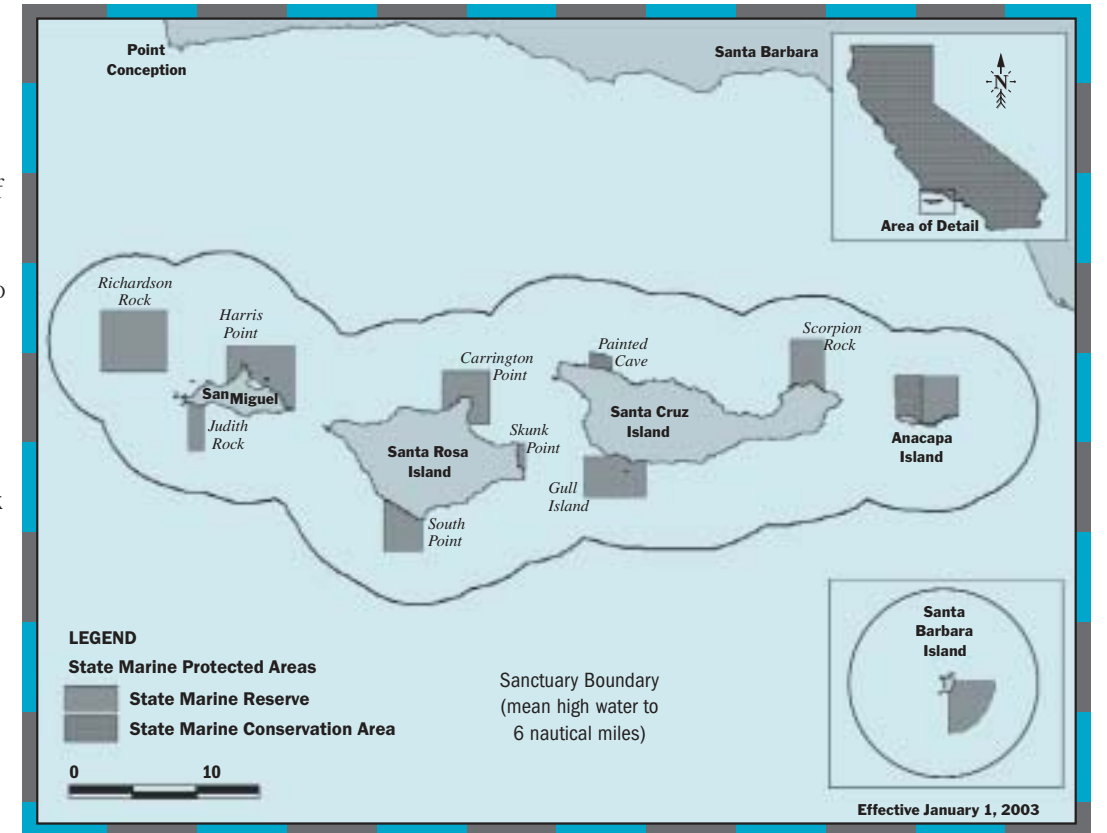 Point
Conception
Santa Barbara
N
Area of Detail
Richardson
Rock
Harris
Point
San Miguel
Judith
Rock
Carrington
Point
Skunk
Point
Santa Rosa
Island
South
Point
Painted
Cave
Santa Cruz
Island
Gull
Island
Scorpion
Rock
Anacapa
Island
LEGEND
State Marine Protected Areas
State Marine Reserve
State Marine Conservation Area
0 10
Sanctuary Boundary
(mean high water to
6 nautical miles)
Santa
Barbara
Island
Effective January 1, 2003